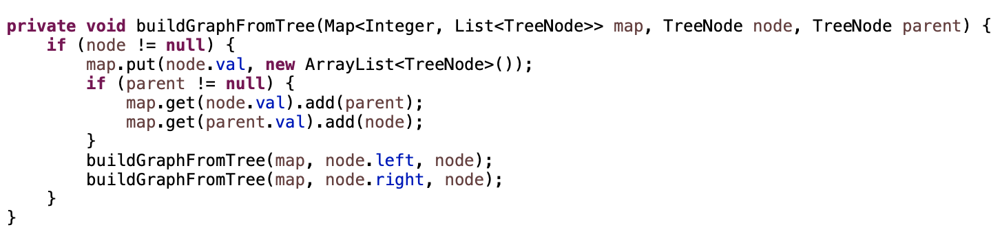 private void buildGraphFromTree(Map<Integer, List<TreeNode>> map, TreeNode node, TreeNode parent) {
    if (node != null) {
        map.put(node.val, new ArrayList<TreeNode>());
        if (parent != null) {
            map.get(node.val).add(parent);
            map.get(parent.val).add(node);
        }
        buildGraphFromTree(map, node.left, node);
        buildGraphFromTree(map, node.right, node);
    }
}